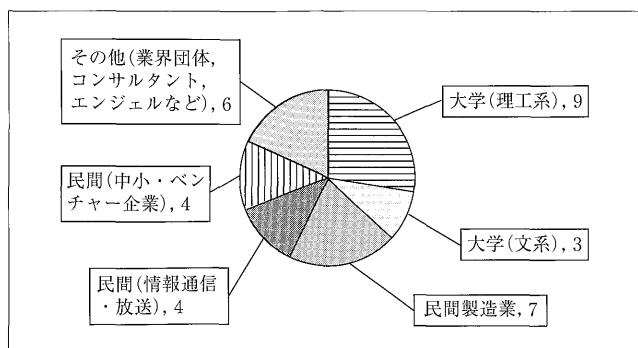 その他(業界団体,
コンサルタント,
エンジェルなど), 6
大学(理工系), 9
民間(中小・ベン
チャー企業), 4
大学(文系), 3
民間(情報通信
・放送), 4
民間製造業, 7